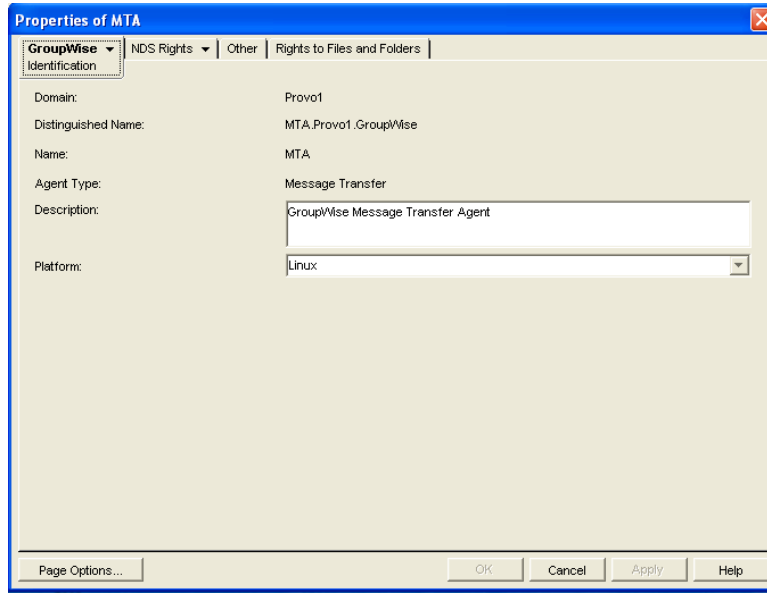 Properties of MTA
GroupWise NDS Rights Other Rights to Files and Folders
Identification
Domain: Provo1
Distinguished Name: MTA.Provo1.GroupWise
Name: MTA
Agent Type: Message Transfer
Description: GroupWise Message Transfer Agent
Platform: Linux
Page Options... OK Cancel Apply Help